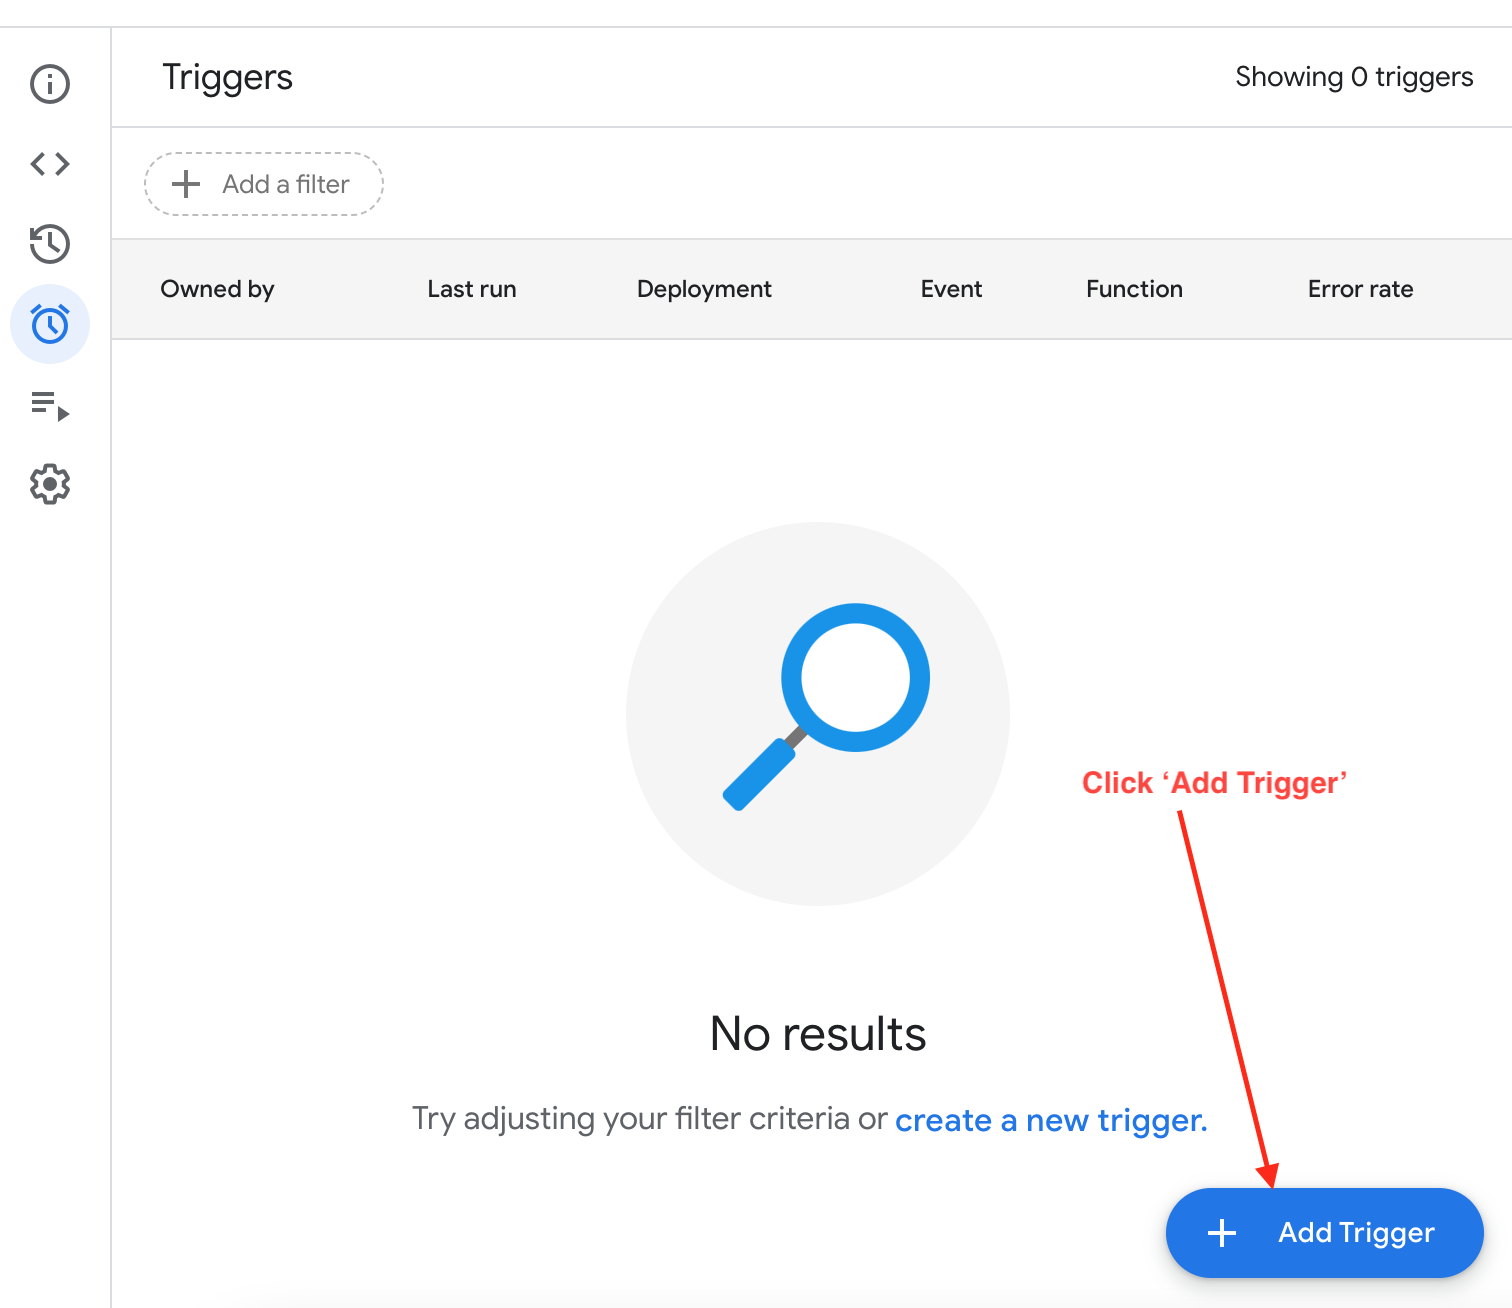 Triggers
Showing 0 triggers
Add a filter
Owned by Last run Deployment Event Function Error rate
Click ‘Add Trigger’
No results
Try adjusting your filter criteria or create a new trigger.
Add Trigger